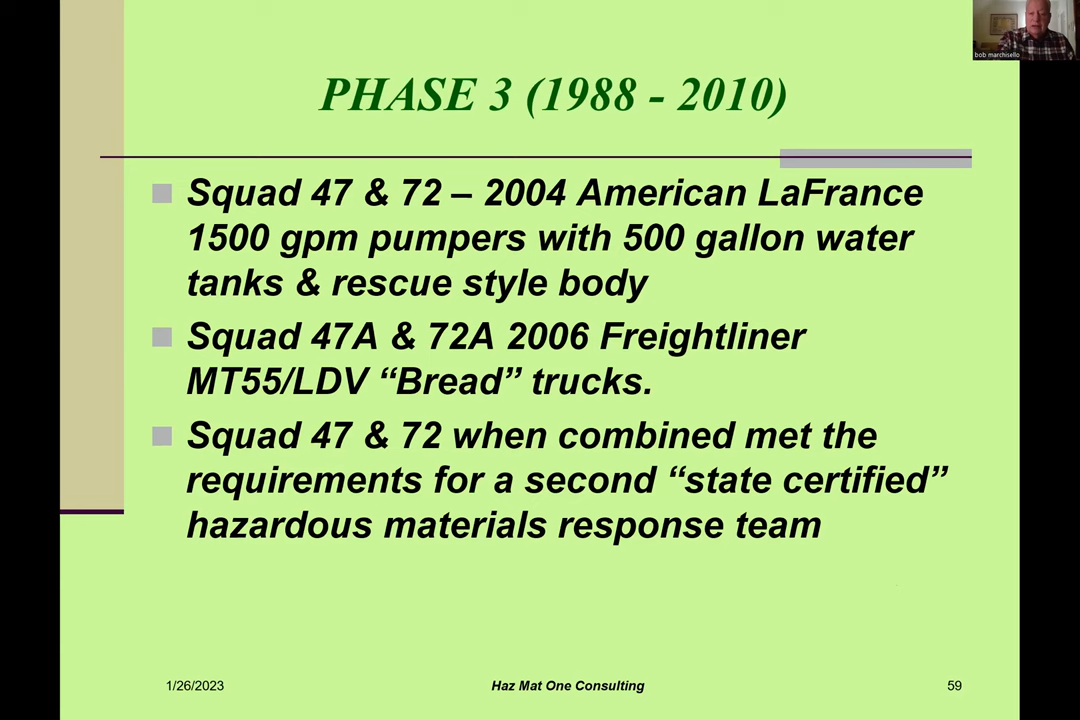 bob marchisello
PHASE 3 (1988 - 2010)
Squad 47 & 72 – 2004 American LaFrance
1500 gpm pumpers with 500 gallon water
tanks & rescue style body
Squad 47A & 72A 2006 Freightliner
MT55/LDV “Bread” trucks.
Squad 47 & 72 when combined met the
requirements for a second “state certified”
hazardous materials response team
1/26/2023
Haz Mat One Consulting
59